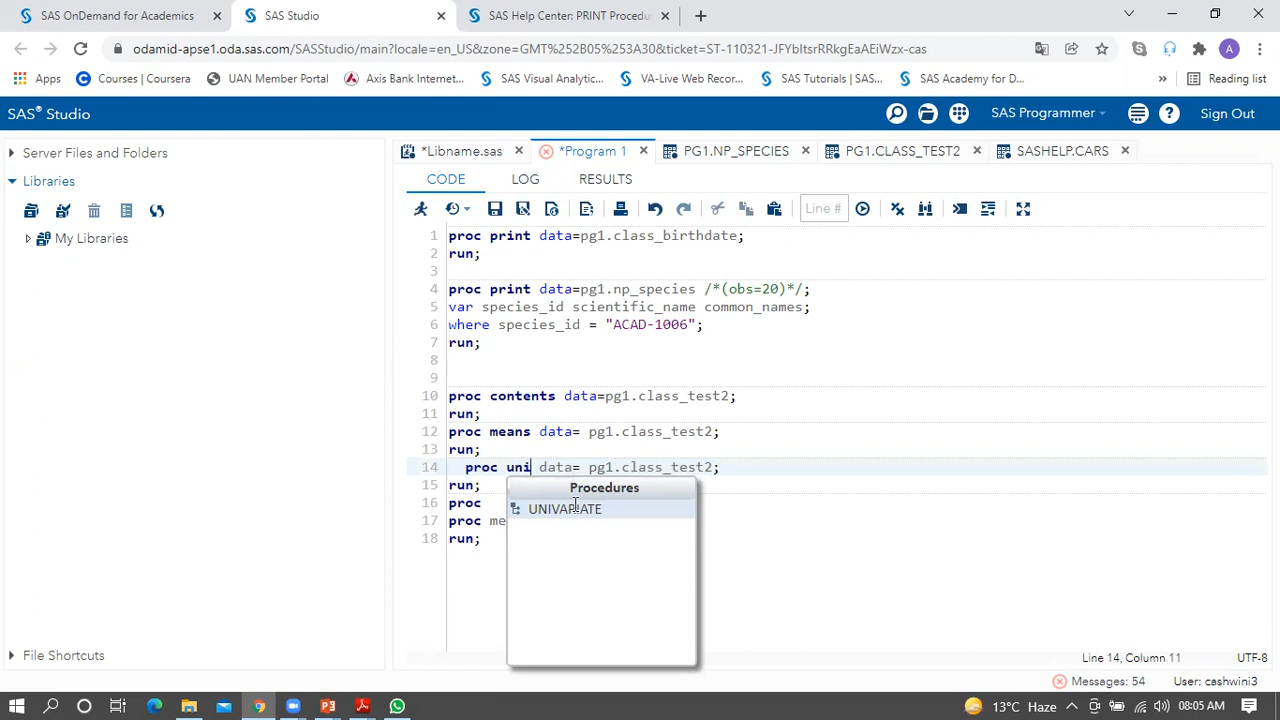 SAS OnDemand for Academics
SAS Studio
SAS Help Center: PRINT Procedu
odamid-apse1.oda.sas.com/SASStudio/main?locale=en_US&zone=GMT%252B05%253A30&ticket=ST-110321-JFYbItsrRRkgEaAEiWzx-cas
A
Apps
Courses | Coursera
UAN Member Portal
Axis Bank Internet...
SAS Visual Analytic...
VA-Live Web Recor...
SAS Tutorials | SAS...
SAS Academy for D...
»
Reading list
SAS® Studio
SAS Programmer
Sign Out
Server Files and Folders
Libraries
My Libraries
File Shortcuts
*Libname.sas
*Program 1
PG1.NP_SPECIES
PG1.CLASS_TEST2
SASHELP.CARS
CODE
LOG
RESULTS
Line #
1 proc print data=pg1.class_birthdate;
2 run;
3
4 proc print data=pg1.np_species /*(obs=20)*/;
5 var species_id scientific_name common_names;
6 where species_id = "ACAD-1006";
7 run;
8
9
10 proc contents data=pg1.class_test2;
11 run;
12 proc means data= pg1.class_test2;
13 run;
14 proc uni data= pg1.class_test2;
15 run;
16 proc
17 proc me
18 run;
Procedures
UNIVARIATE
Line 14, Column 11
UTF-8
Messages: 54
User: cashwini3
13°C Haze
08:05 AM